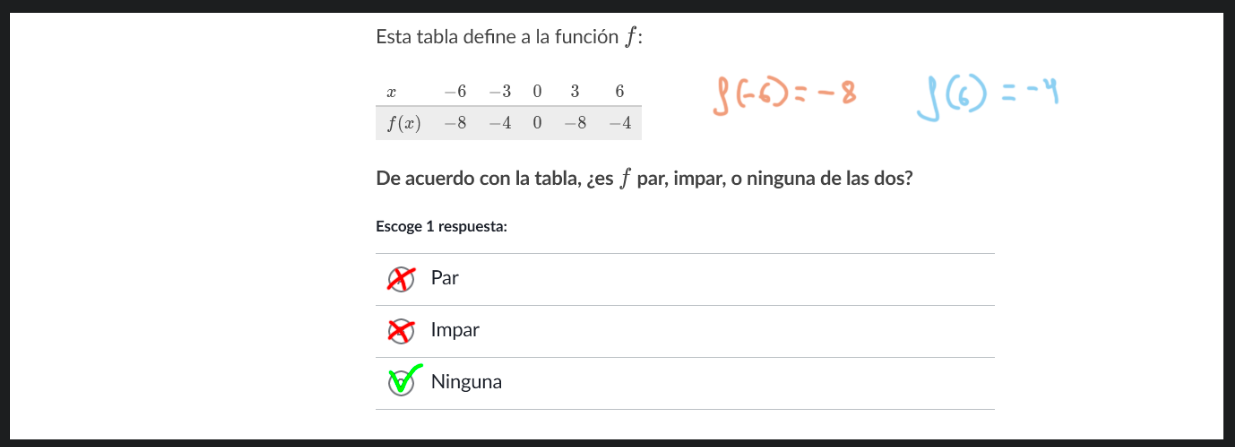 Esta tabla define a la función f:
x −6 −3 0 3 6
f(x) −8 −4 0 −8 −4
f(-6) = -8
f(6) = -4
De acuerdo con la tabla, ¿es f par, impar, o ninguna de las dos?
Escoge 1 respuesta:
Par
Impar
Ninguna